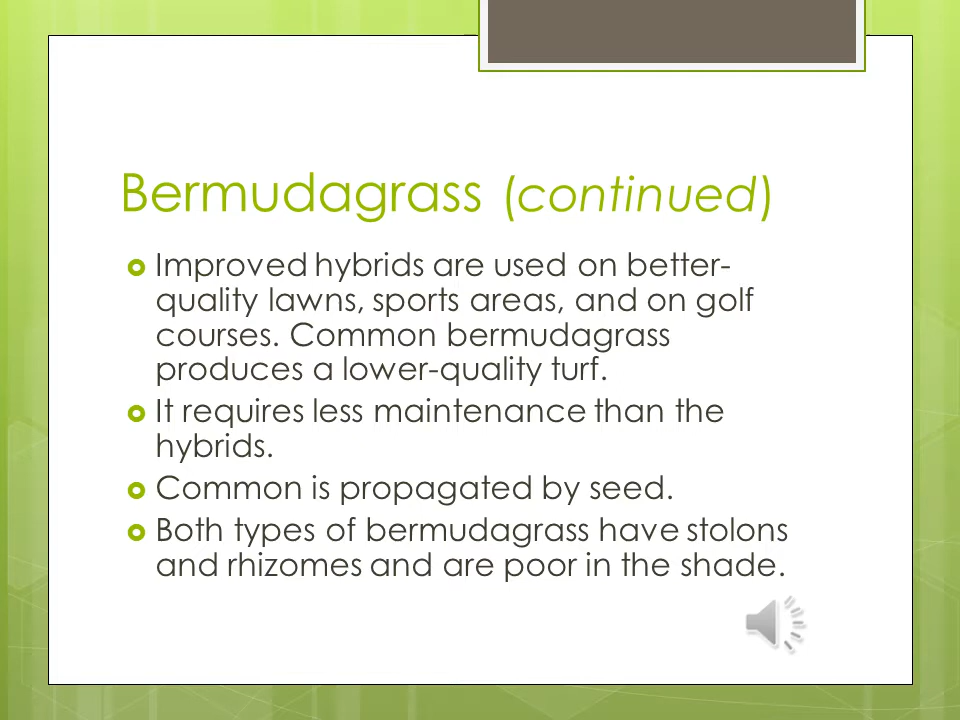 Bermudagrass (continued)
Improved hybrids are used on better-
quality lawns, sports areas, and on golf
courses. Common bermudagrass
produces a lower-quality turf.
It requires less maintenance than the
hybrids.
Common is propagated by seed.
Both types of bermudagrass have stolons
and rhizomes and are poor in the shade.